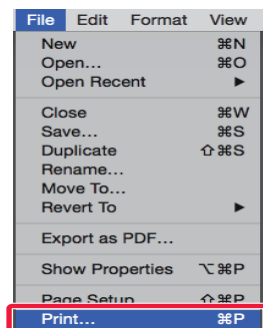 File Edit Format View
New ⌘N
Open... ⌘O
Open Recent ▶
Close ⌘W
Save... ⌘S
Duplicate ⇧⌘S
Rename...
Move To...
Revert To ▶
Export as PDF...
Show Properties ⌥⌘P
Page Setup ⇧⌘P
Print... ⌘P